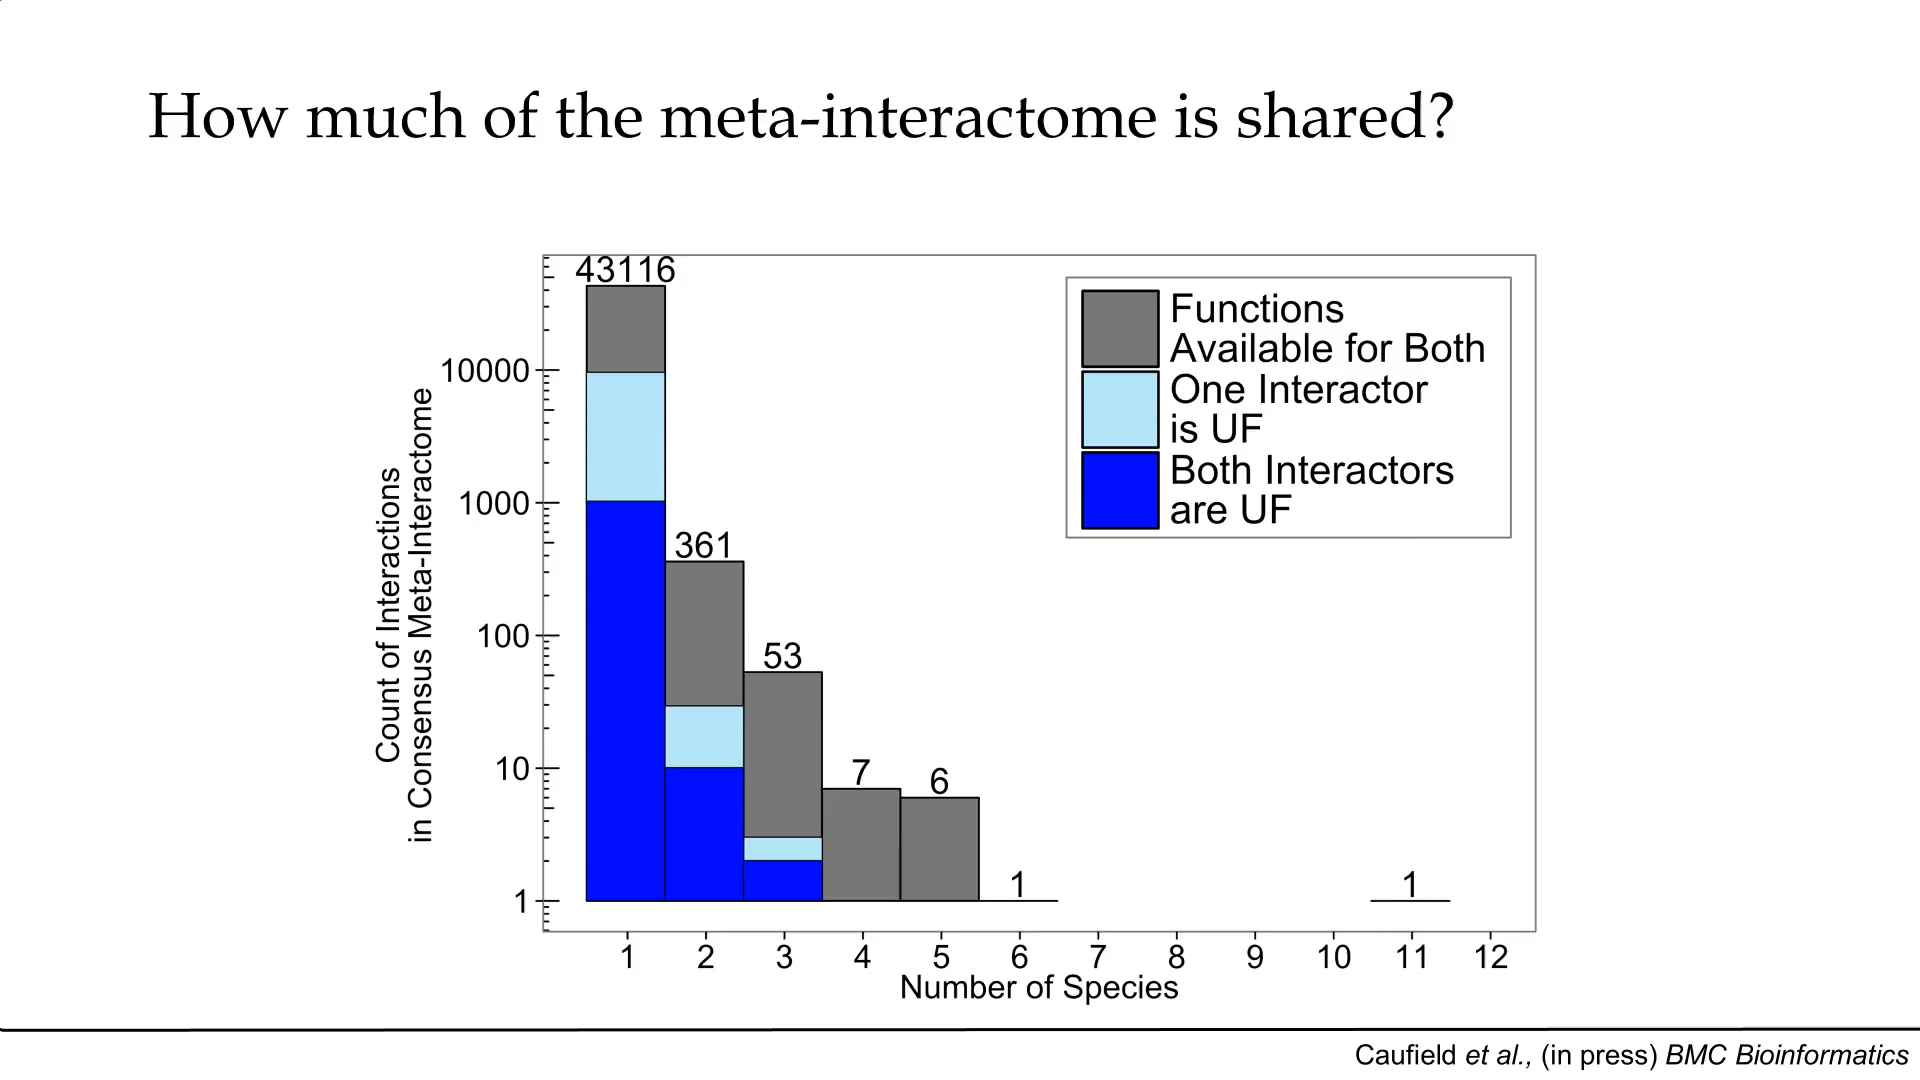 How much of the meta-interactome is shared?
43116
361
53
7
6
1
1
Functions
Available for Both
One Interactor
is UF
Both Interactors
are UF
10000
1000
100
10
1
Count of Interactions
in Consensus Meta-Interactome
1 2 3 4 5 6 7 8 9 10 11 12
Number of Species
Caufield et al., (in press) BMC Bioinformatics